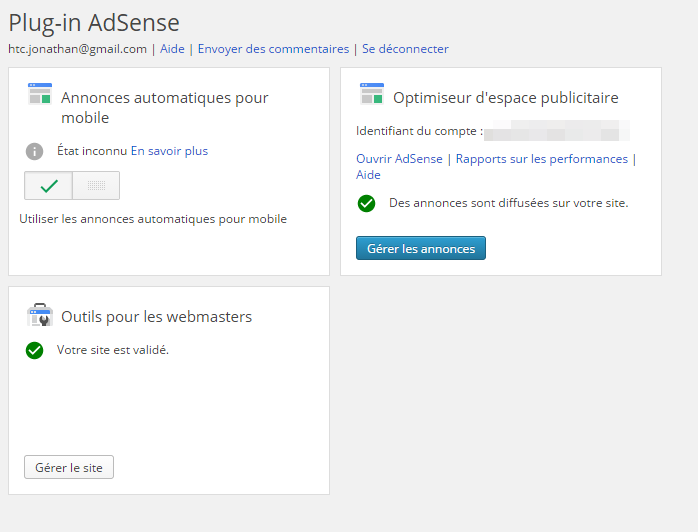 Plug-in AdSense
htc.jonathan@gmail.com | Aide | Envoyer des commentaires | Se déconnecter
Annonces automatiques pour
mobile
État inconnu En savoir plus
Utiliser les annonces automatiques pour mobile
Optimiseur d'espace publicitaire
Identifiant du compte :
Ouvrir AdSense | Rapports sur les performances |
Aide
Des annonces sont diffusées sur votre site.
Gérer les annonces
Outils pour les webmasters
Votre site est validé.
Gérer le site